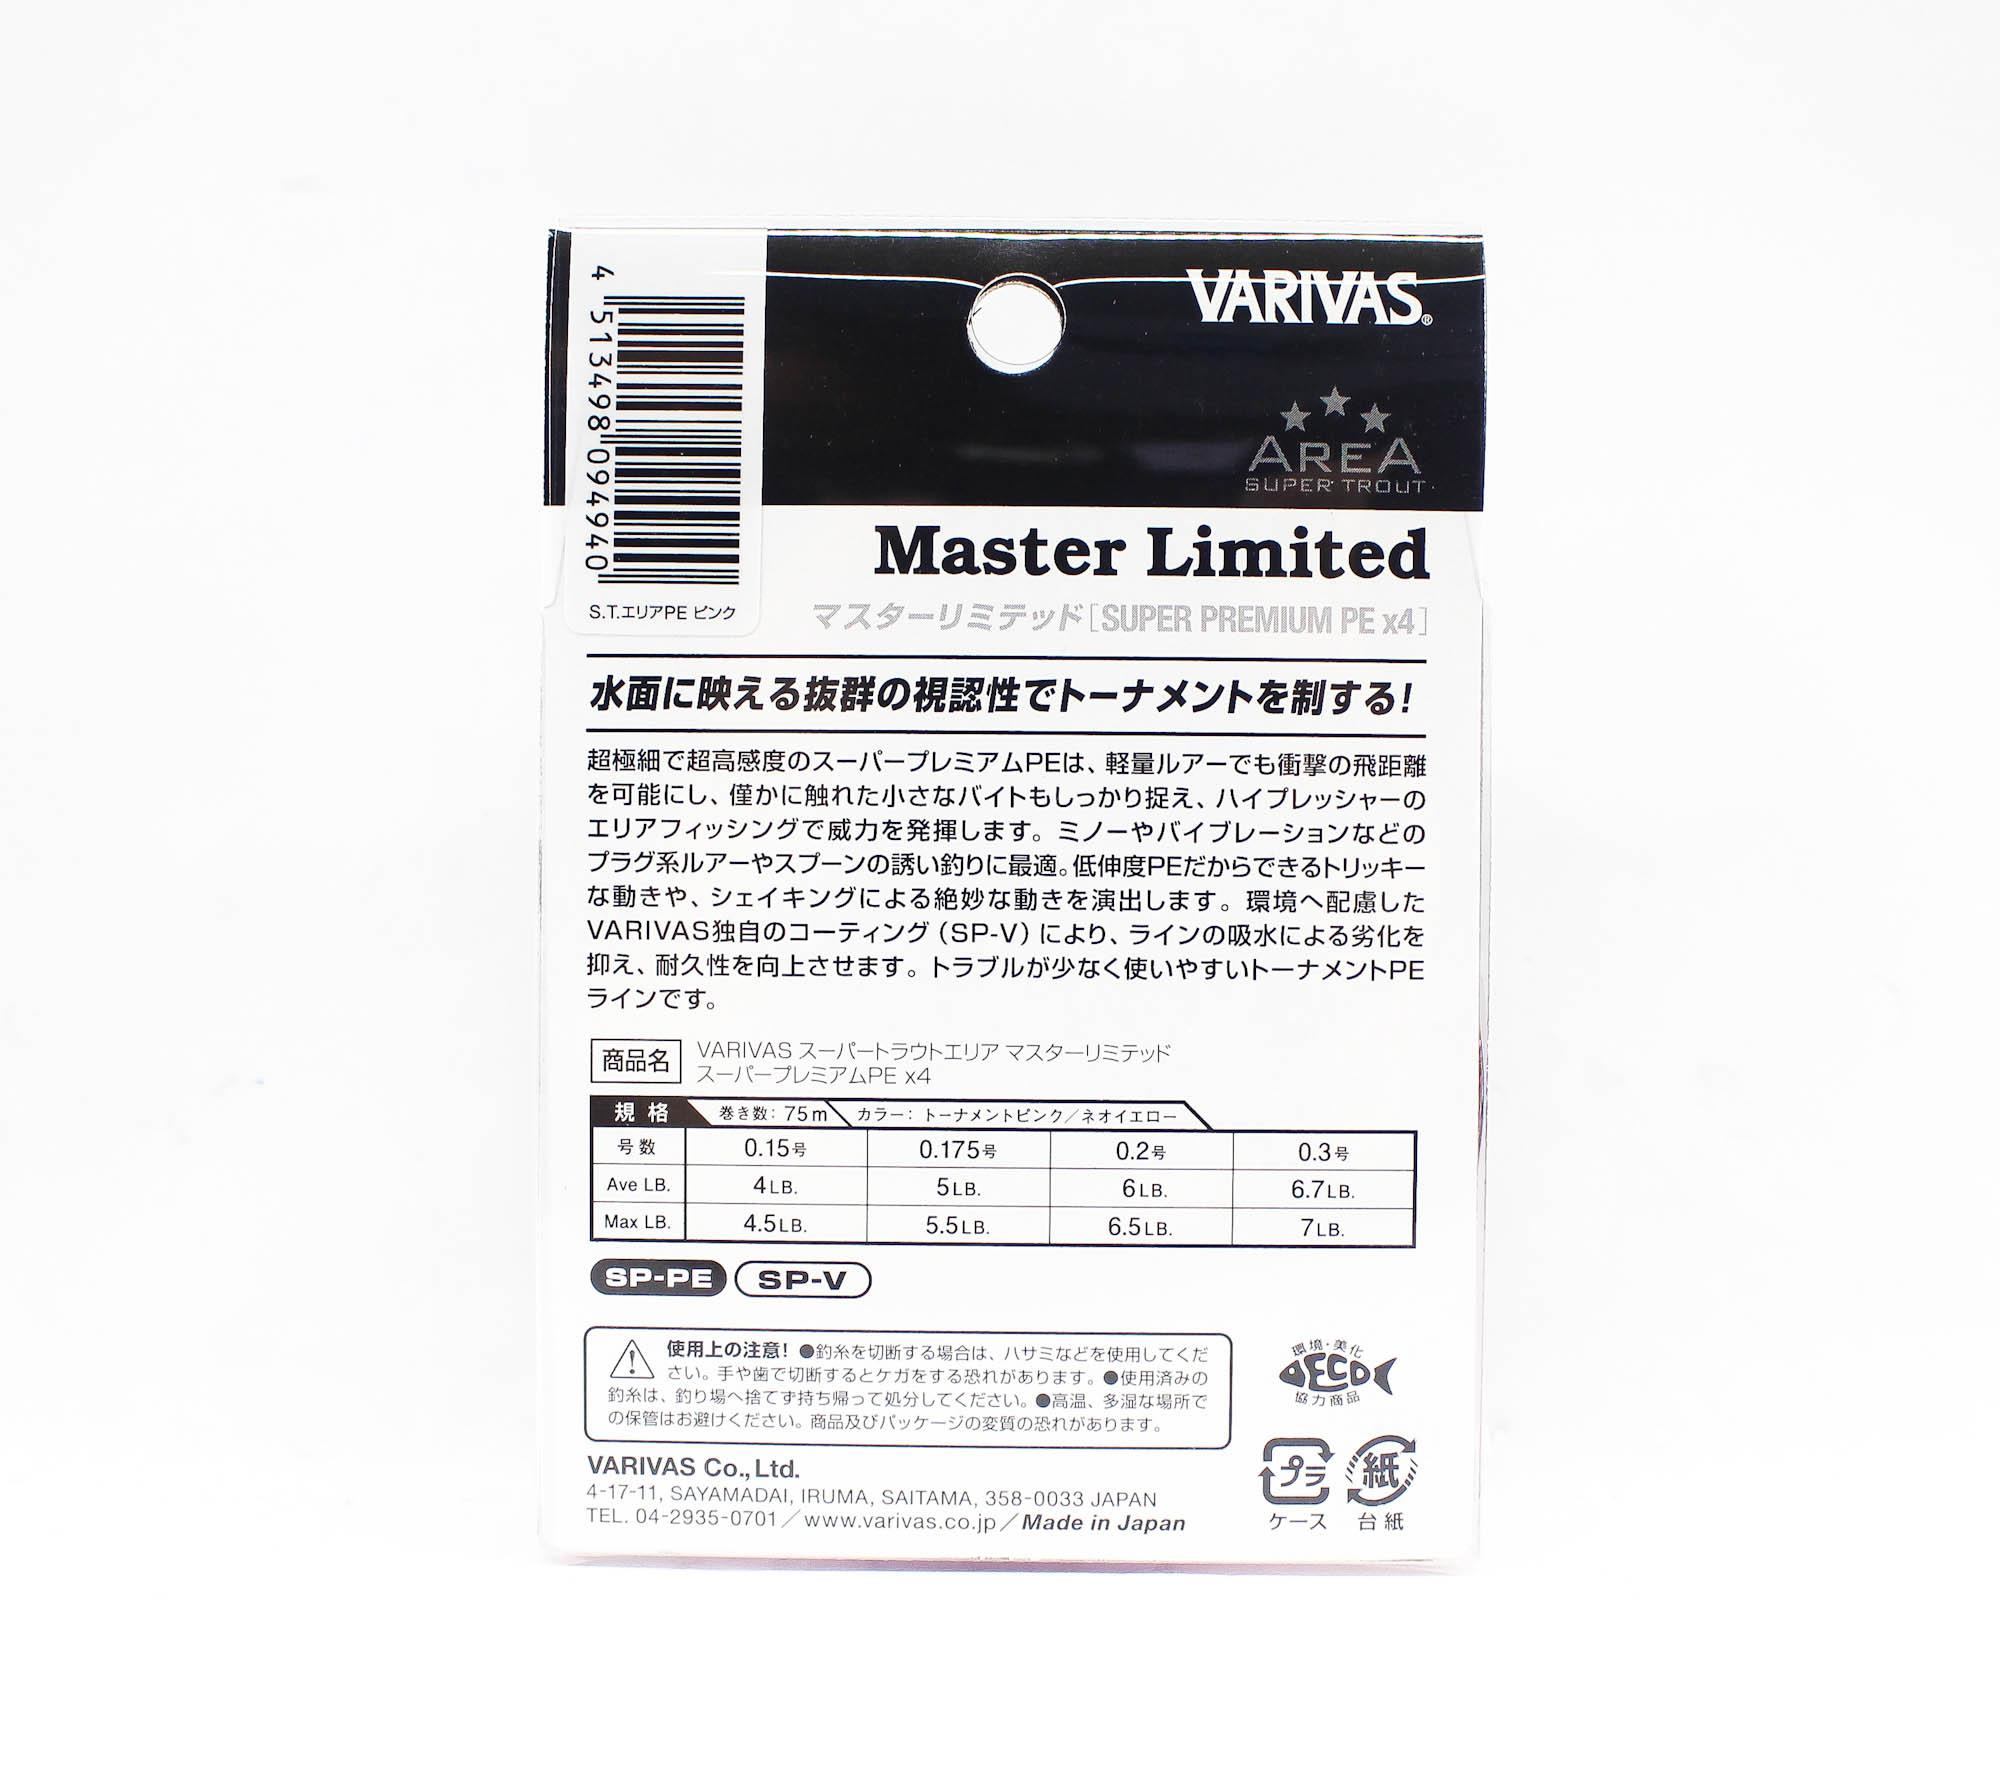 4 513498 094940
S.T.エリアPE ピンク
VARIVAS®
AREA
SUPER TROUT
Master Limited
マスターリミテッド[SUPER PREMIUM PE x4]
水面に映える抜群の視認性でトーナメントを制する!
超極細で超高感度のスーパープレミアムPEは、軽量ルアーでも衝撃の飛距離
を可能にし、僅かに触れた小さなバイトもしっかり捉え、ハイプレッシャーの
エリアフィッシングで威力を発揮します。ミノーやバイブレーションなどの
プラグ系ルアーやスプーンの誘い釣りに最適。低伸度PEだからできるトリッキー
な動きや、シェイキングによる絶妙な動きを演出します。環境へ配慮した
VARIVAS独自のコーティング(SP-V)により、ラインの吸水による劣化を
抑え、耐久性を向上させます。トラブルが少なく使いやすいトーナメントPE
ラインです。
商品名 VARIVAS スーパートラウトエリア マスターリミテッド
スーパープレミアムPE x4
規格 巻き数: 75m カラー: トーナメントピンク/ネオイエロー
号数 0.15号 0.175号 0.2号 0.3号
Ave LB. 4LB. 5LB. 6LB. 6.7LB.
Max LB. 4.5LB. 5.5LB. 6.5LB. 7LB.
SP-PE SP-V
使用上の注意! ●釣糸を切断する場合は、ハサミなどを使用してくだ
さい。手や歯で切断するとケガをする恐れがあります。●使用済みの
釣糸は、釣り場へ捨てず持ち帰って処分してください。●高温、多湿な場所で
の保管はお避けください。商品及びパッケージの変質の恐れがあります。
環境・美化
ECO
協力商品
VARIVAS Co., Ltd.
4-17-11, SAYAMADAI, IRUMA, SAITAMA, 358-0033 JAPAN
TEL. 04-2935-0701/www.varivas.co.jp/Made in Japan
プラ 紙
ケース 台紙